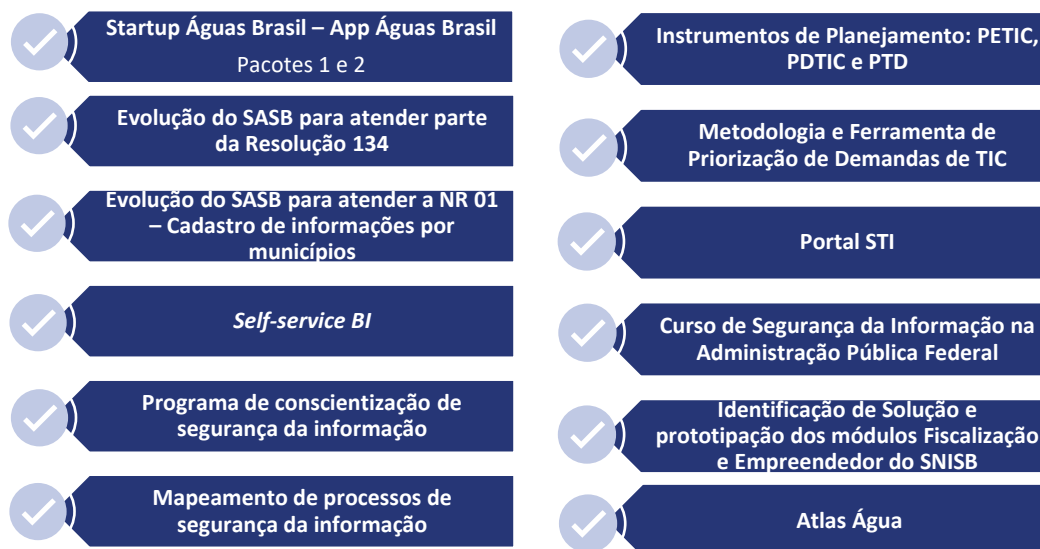 Startup Águas Brasil – App Águas Brasil
Pacotes 1 e 2
Evolução do SASB para atender parte
da Resolução 134
Evolução do SASB para atender a NR 01
– Cadastro de informações por
municípios
Self-service BI
Programa de conscientização de
segurança da informação
Mapeamento de processos de
segurança da informação
Instrumentos de Planejamento: PETIC,
PDTIC e PTD
Metodologia e Ferramenta de
Priorização de Demandas de TIC
Portal STI
Curso de Segurança da Informação na
Administração Pública Federal
Identificação de Solução e
prototipação dos módulos Fiscalização
e Empreendedor do SNISB
Atlas Água